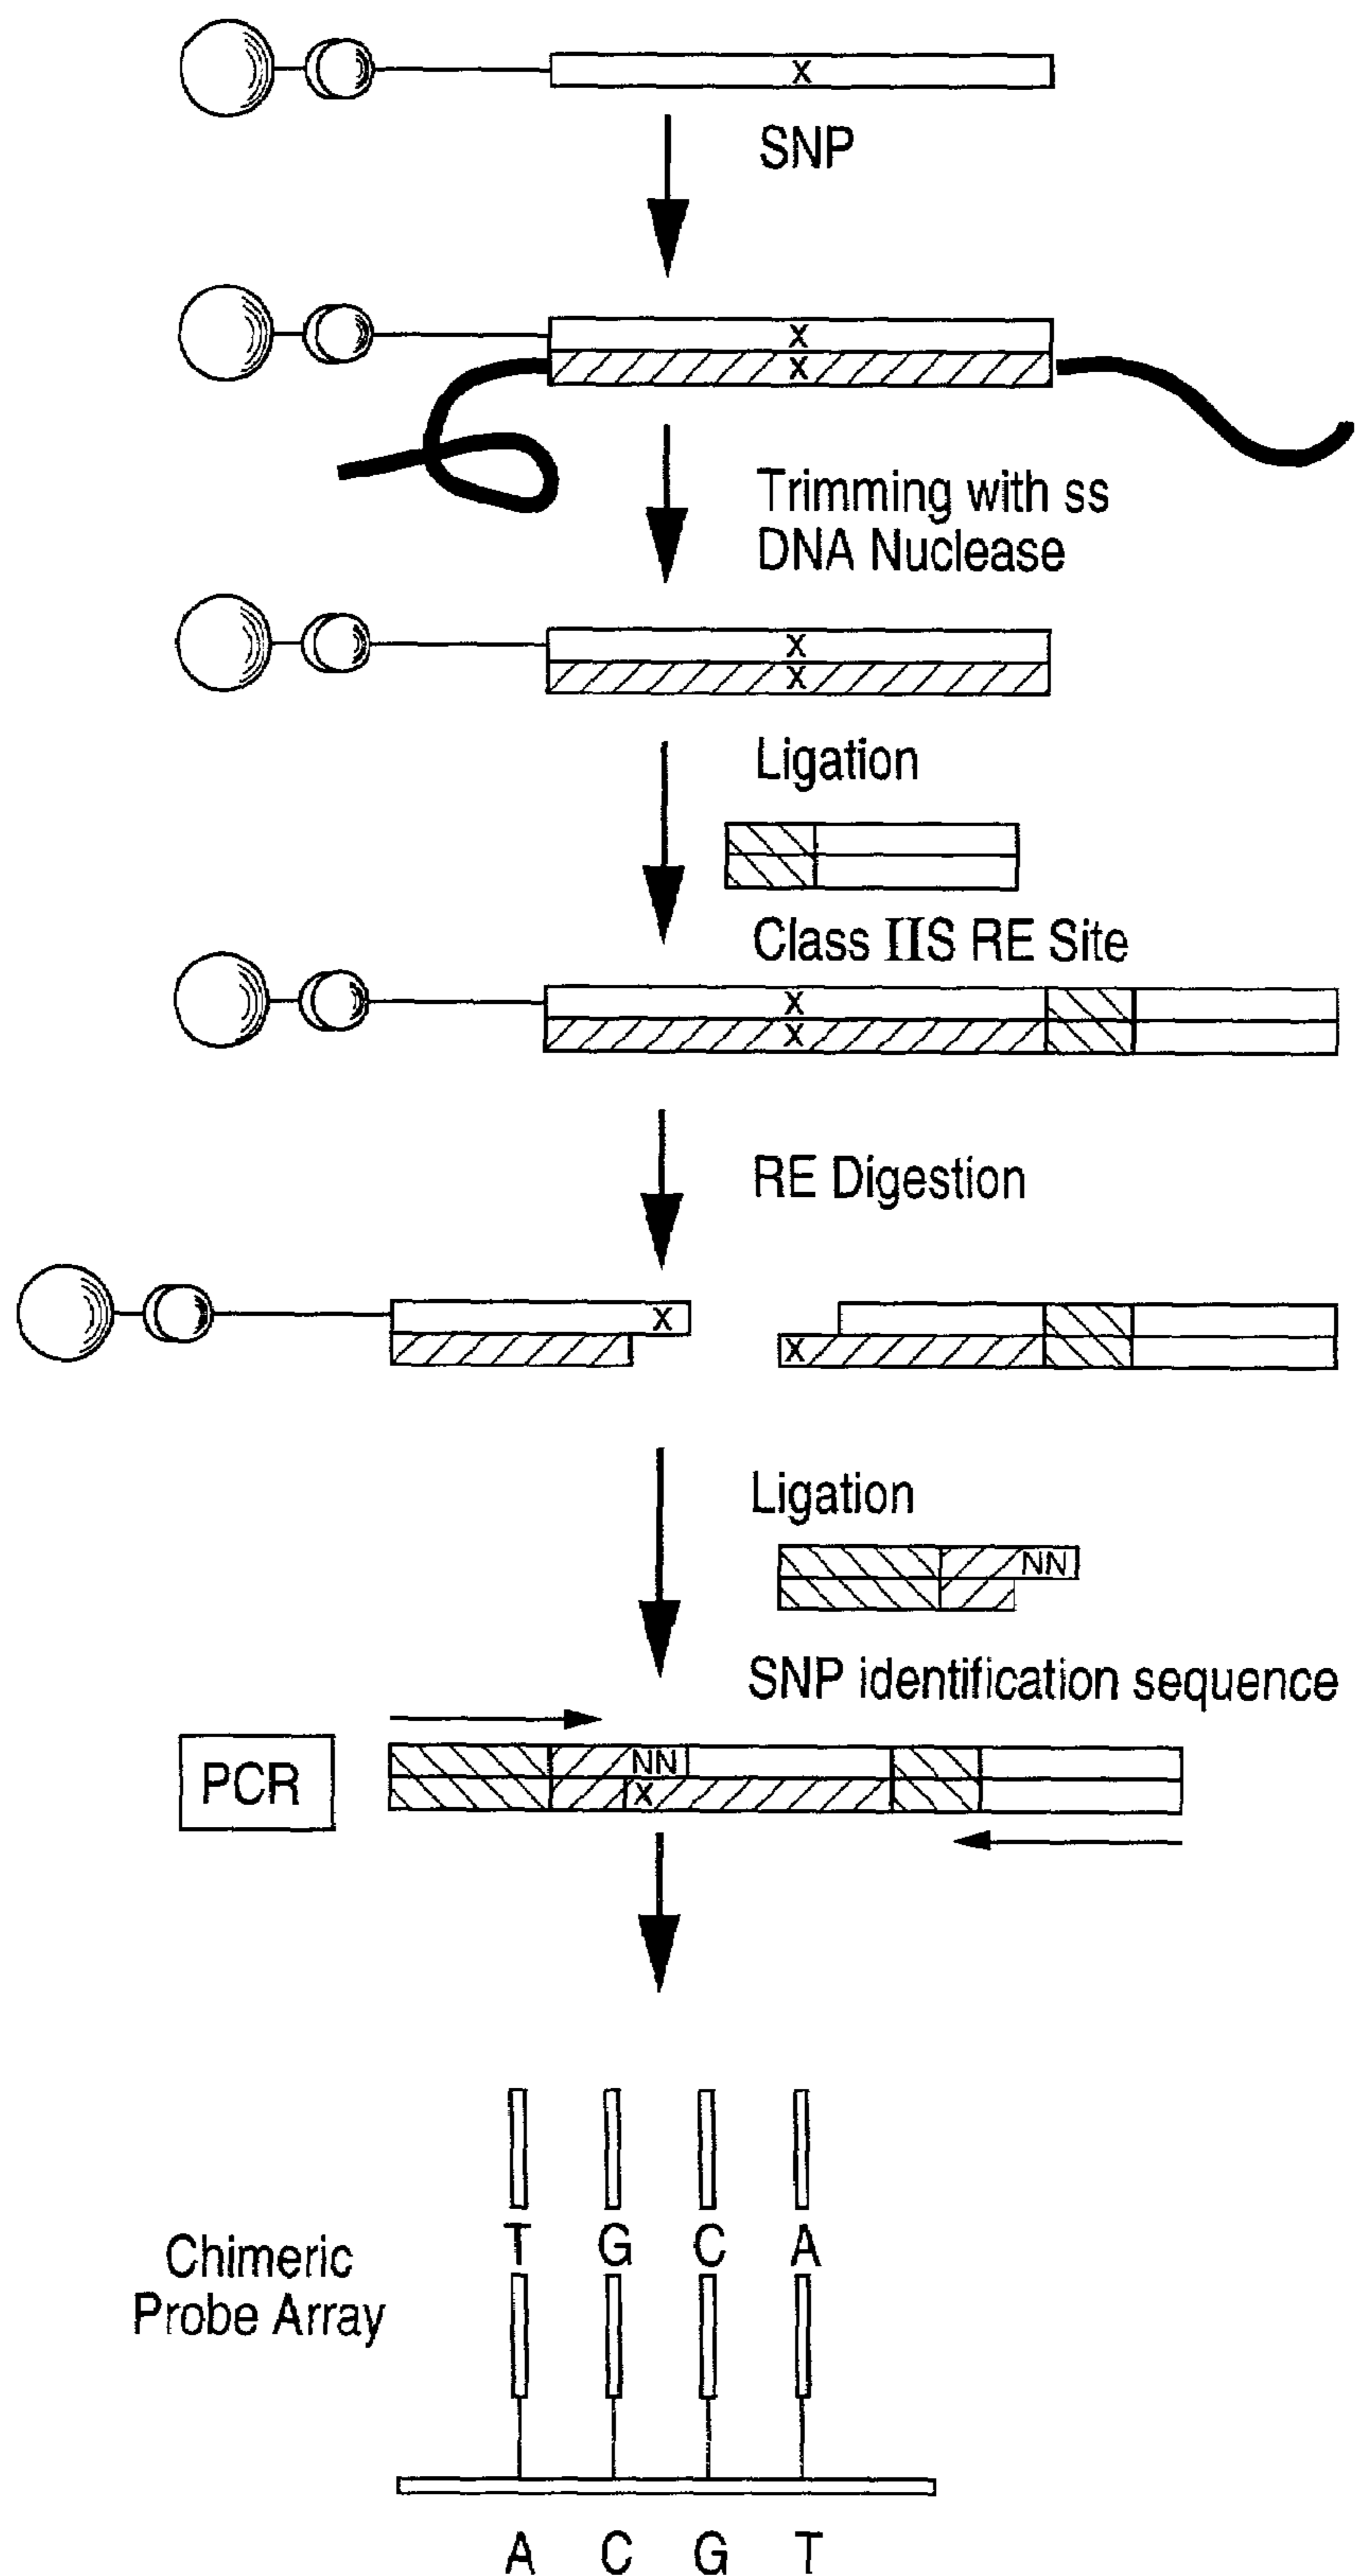 X
SNP
X
X
Trimming with ss
DNA Nuclease
X
X
Ligation
Class IIS RE Site
X
X
RE Digestion
X
X
Ligation
NN
SNP identification sequence
PCR
NN
X
T G C A
Chimeric
Probe Array
A C G T